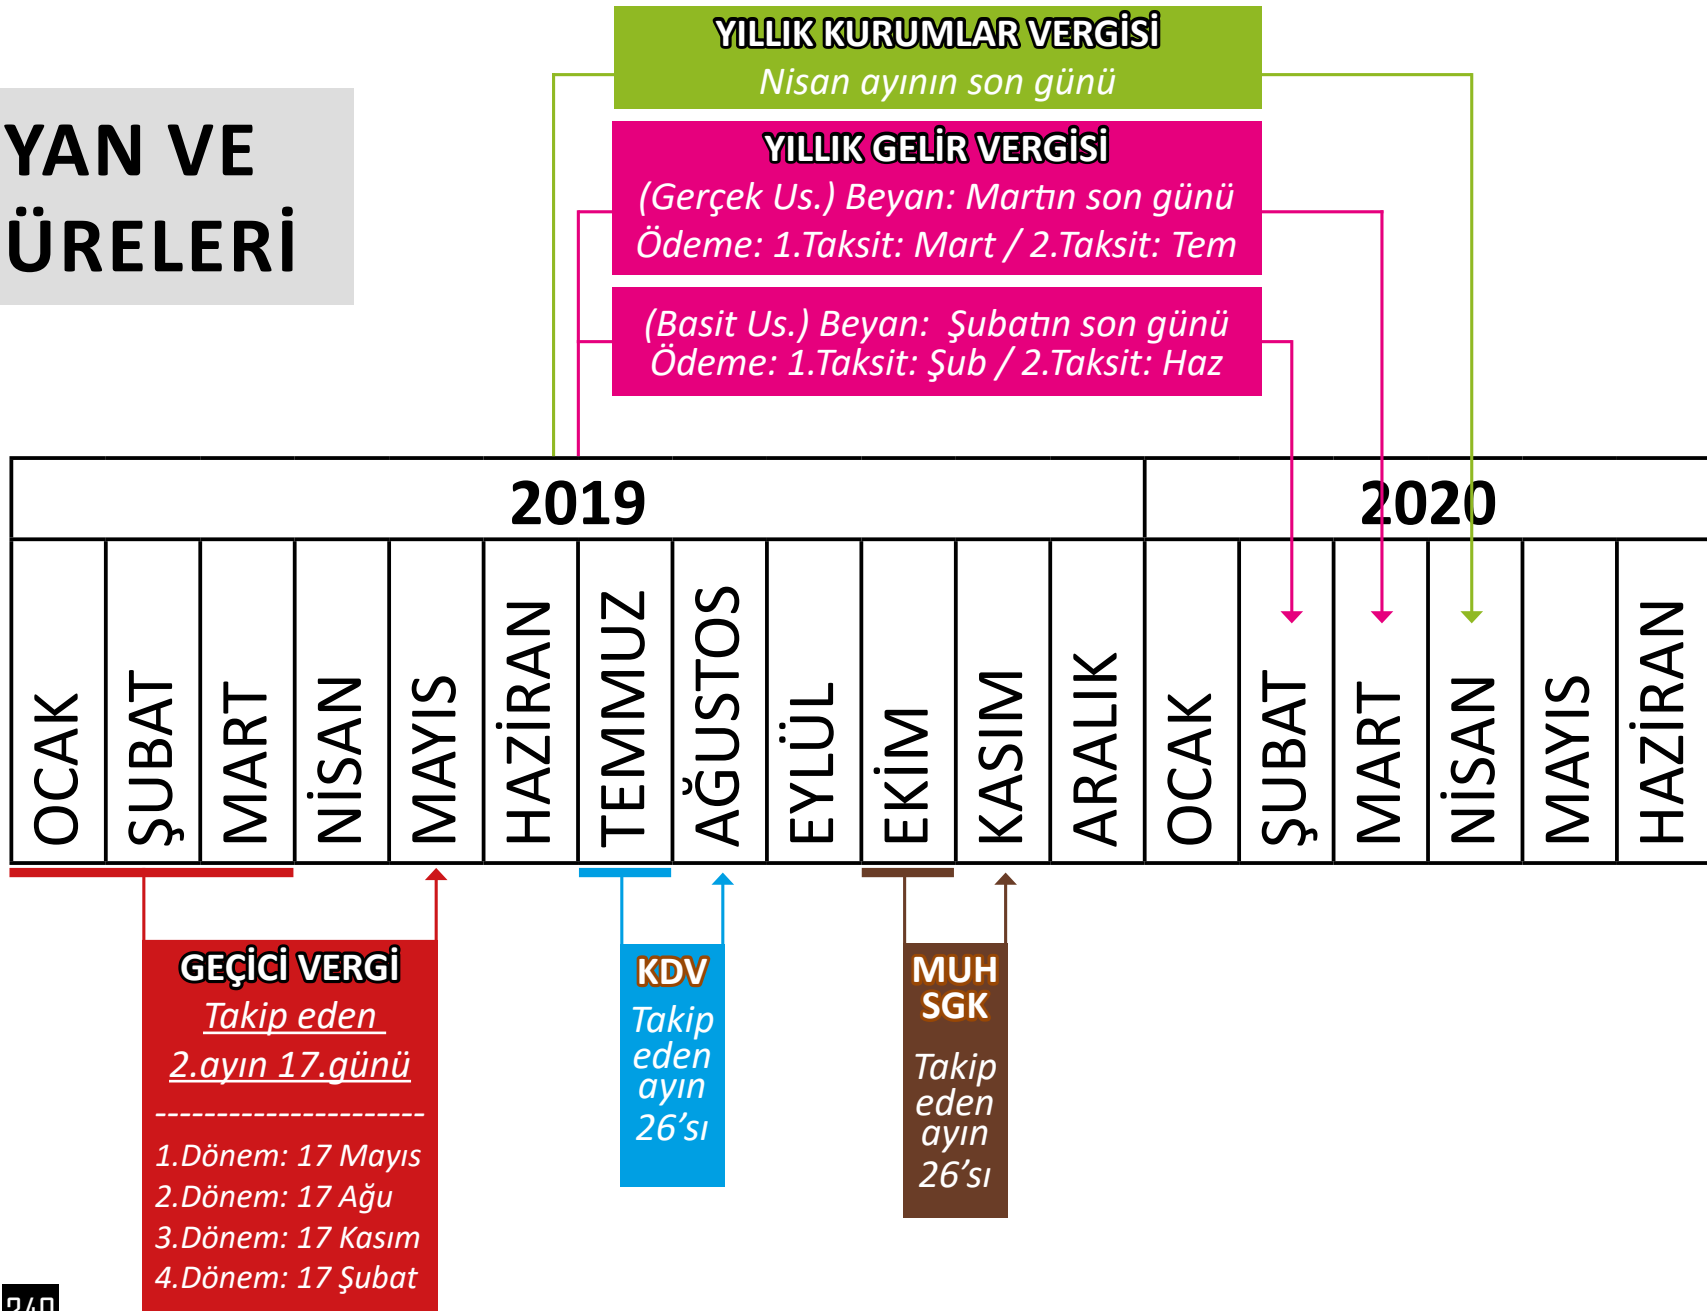 YAN VE
ÜRELERİ
YILLIK KURUMLAR VERGİSİ
Nisan ayının son günü
YILLIK GELİR VERGİSİ
(Gerçek Us.) Beyan: Martın son günü
Ödeme: 1.Taksit: Mart / 2.Taksit: Tem
(Basit Us.) Beyan: Şubatın son günü
Ödeme: 1.Taksit: Şub / 2.Taksit: Haz
2019
2020
OCAK
ŞUBAT
MART
NİSAN
MAYIS
HAZİRAN
TEMMUZ
AĞUSTOS
EYLÜL
EKİM
KASIM
ARALIK
OCAK
ŞUBAT
MART
NİSAN
MAYIS
HAZİRAN
GEÇİCİ VERGİ
Takip eden
2.ayın 17.günü
----------------------
1.Dönem: 17 Mayıs
2.Dönem: 17 Ağu
3.Dönem: 17 Kasım
4.Dönem: 17 Şubat
KDV
Takip
eden
ayın
26’sı
MUH
SGK
Takip
eden
ayın
26’sı